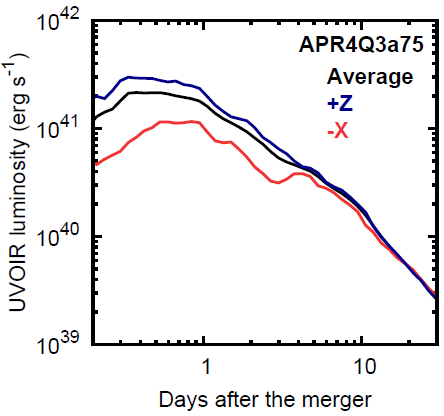 10^42
APR4Q3a75
Average
+Z
-X
10^41
10^40
10^39
UVOIR luminosity (erg s^-1)
1
10
Days after the merger